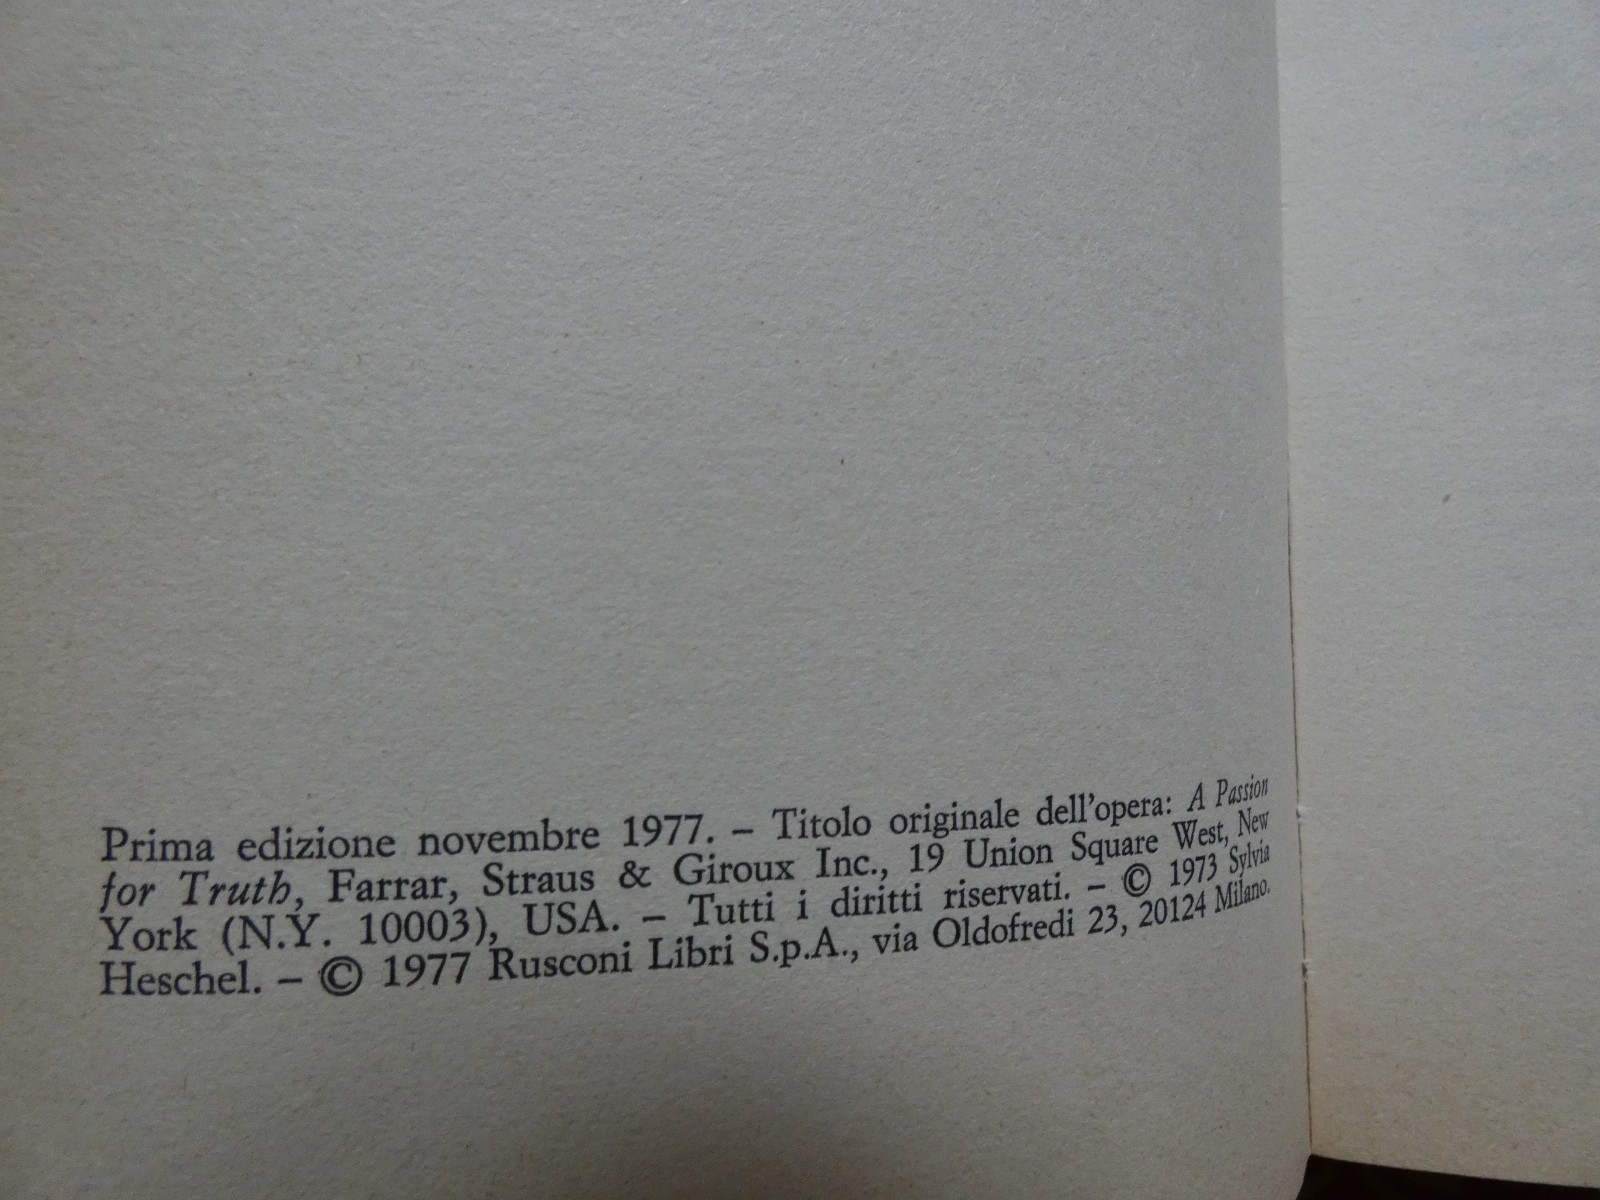 Prima edizione novembre 1977. – Titolo originale dell'opera: A Passion
for Truth, Farrar, Straus & Giroux Inc., 19 Union Square West, New
York (N.Y. 10003), USA. – Tutti i diritti riservati. – © 1973 Sylvia
Heschel. – © 1977 Rusconi Libri S.p.A., via Oldofredi 23, 20124 Milano.